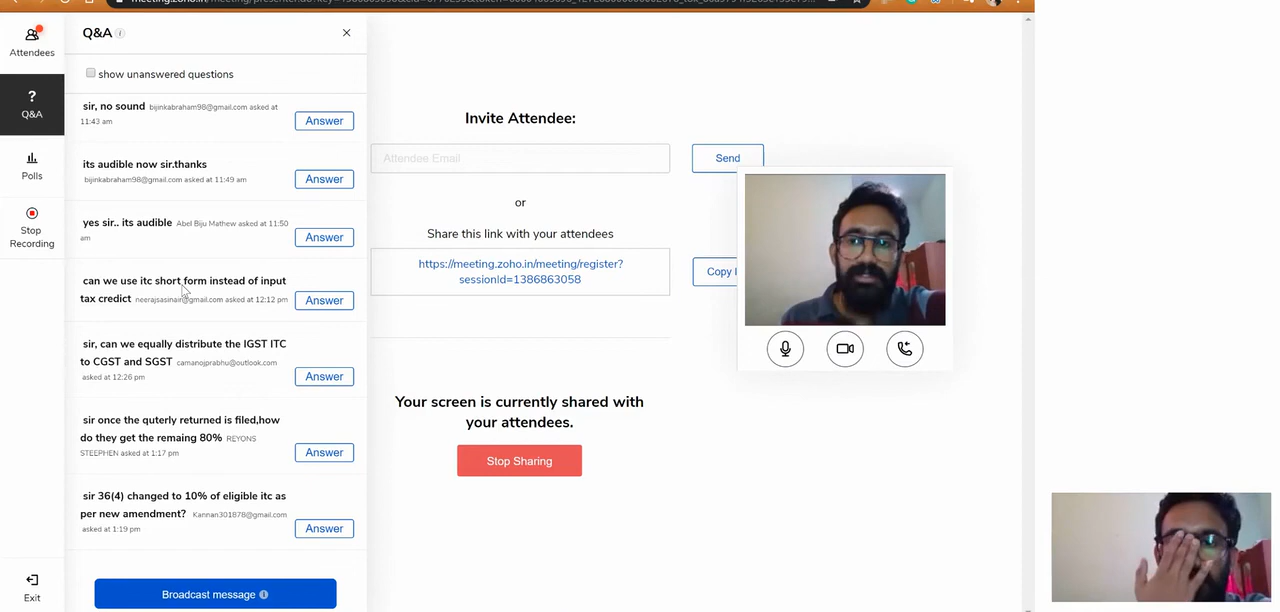 Attendees
Q&A
Polls
Stop
Recording
Exit
Q&A
show unanswered questions
sir, no sound bijinkabraham98@gmail.com asked at
11:43 am
Answer
its audible now sir.thanks
bijinkabraham98@gmail.com asked at 11:49 am
Answer
yes sir.. its audible Abel Biju Mathew asked at 11:50
am
Answer
can we use itc short form instead of input
tax credict neerajsasinair@gmail.com asked at 12:12 pm
Answer
sir, can we equally distribute the IGST ITC
to CGST and SGST camanojprabhu@outlook.com
asked at 12:26 pm
Answer
sir once the quterly returned is filed,how
do they get the remaing 80% REYONS
STEEPHEN asked at 1:17 pm
Answer
sir 36(4) changed to 10% of eligible itc as
per new amendment? Kannan301878@gmail.com
asked at 1:19 pm
Answer
Broadcast message
Invite Attendee:
Attendee Email
Send
or
Share this link with your attendees
https://meeting.zoho.in/meeting/register?
sessionId=1386863058
Copy
Your screen is currently shared with
your attendees.
Stop Sharing